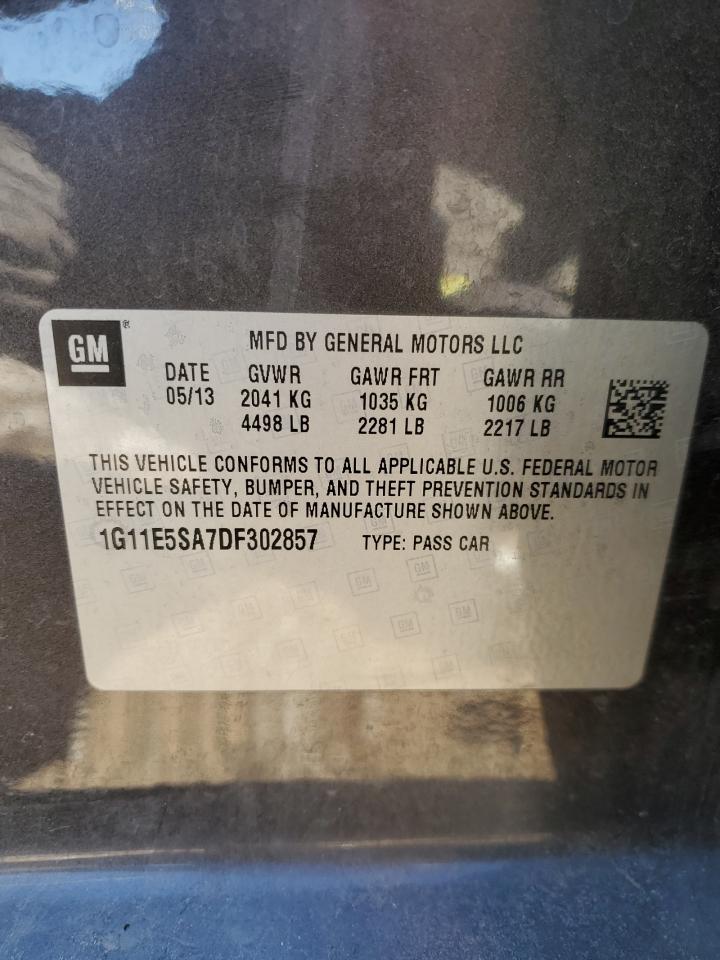 GM®
MFD BY GENERAL MOTORS LLC
DATE GVWR GAWR FRT GAWR RR
05/13 2041 KG 1035 KG 1006 KG
4498 LB 2281 LB 2217 LB
THIS VEHICLE CONFORMS TO ALL APPLICABLE U.S. FEDERAL MOTOR
VEHICLE SAFETY, BUMPER, AND THEFT PREVENTION STANDARDS IN
EFFECT ON THE DATE OF MANUFACTURE SHOWN ABOVE.
1G11E5SA7DF302857 TYPE: PASS CAR